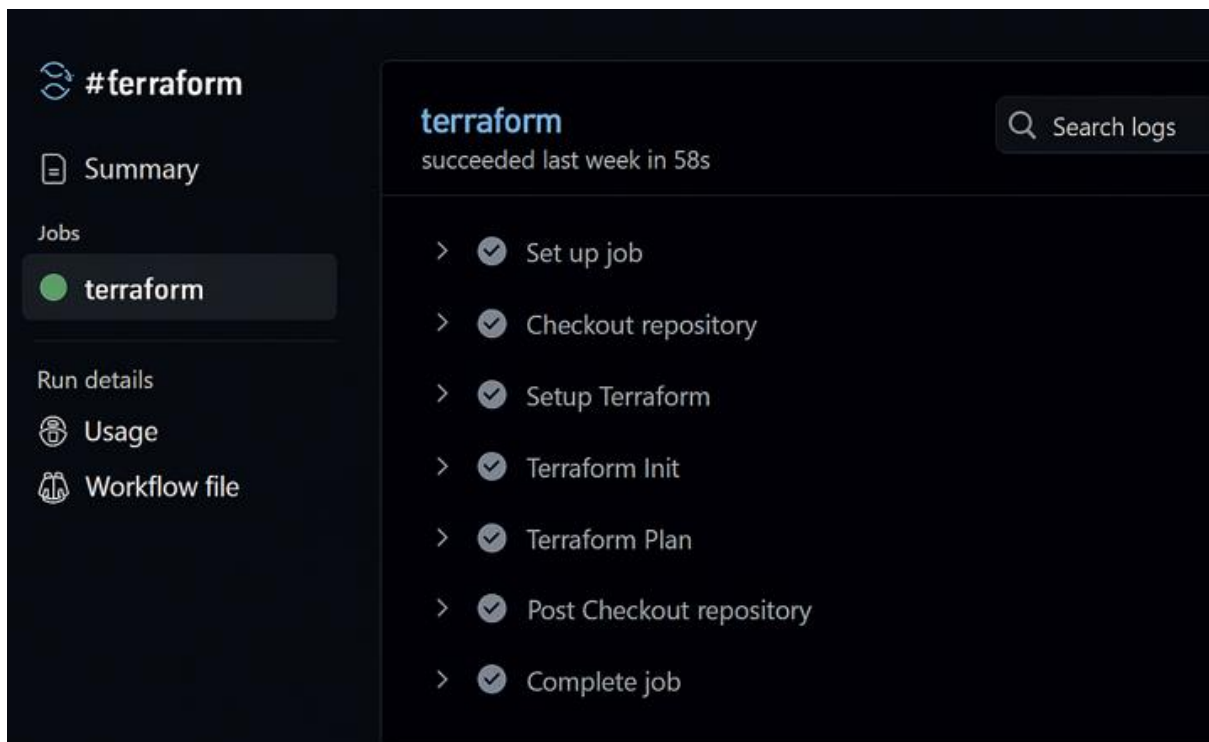 #ferraform
Summary
Jobs
terraform
Run details
Usage
Workflow file
terraform
succeeded last week in 58s
Search logs
Set up job
Checkout repository
Setup Terraform
Terraform Init
Terraform Plan
Post Checkout repository
Complete job